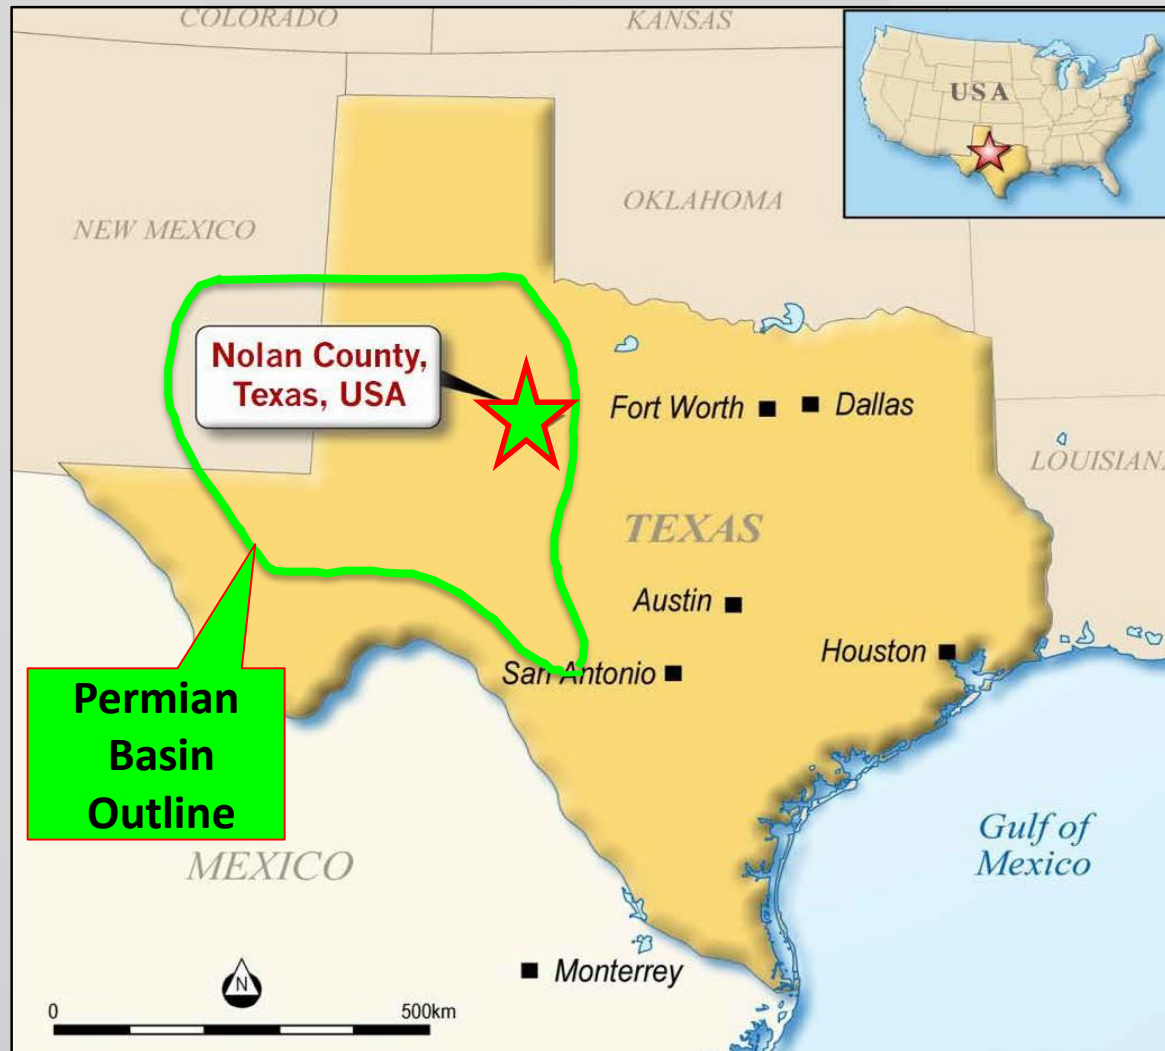 COLORADO
KANSAS
USA
OKLAHOMA
NEW MEXICO
Nolan County,
Texas, USA
Fort Worth
Dallas
LOUISIANA
TEXAS
Austin
Houston
San Antonio
Permian
Basin
Outline
MEXICO
Gulf of
Mexico
Monterrey
N
0
500km